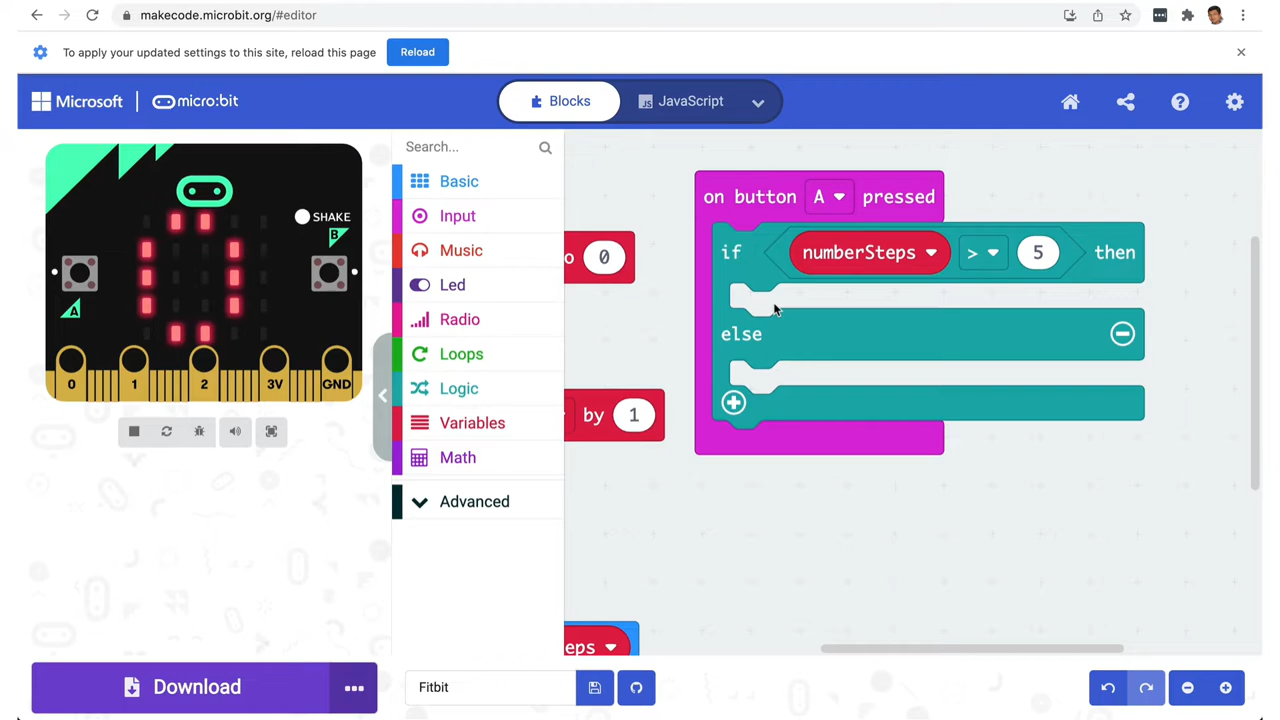 makecode.microbit.org/#editor
To apply your updated settings to this site, reload this page Reload
Microsoft micro:bit Blocks JS JavaScript
SHAKE
B
A
0 1 2 3V GND
Search...
Basic
Input
Music
Led
Radio
Loops
Logic
Variables
Math
Advanced
o 0
by 1
eps
on button A pressed
if numberSteps > 5 then
else
Download
Fitbit